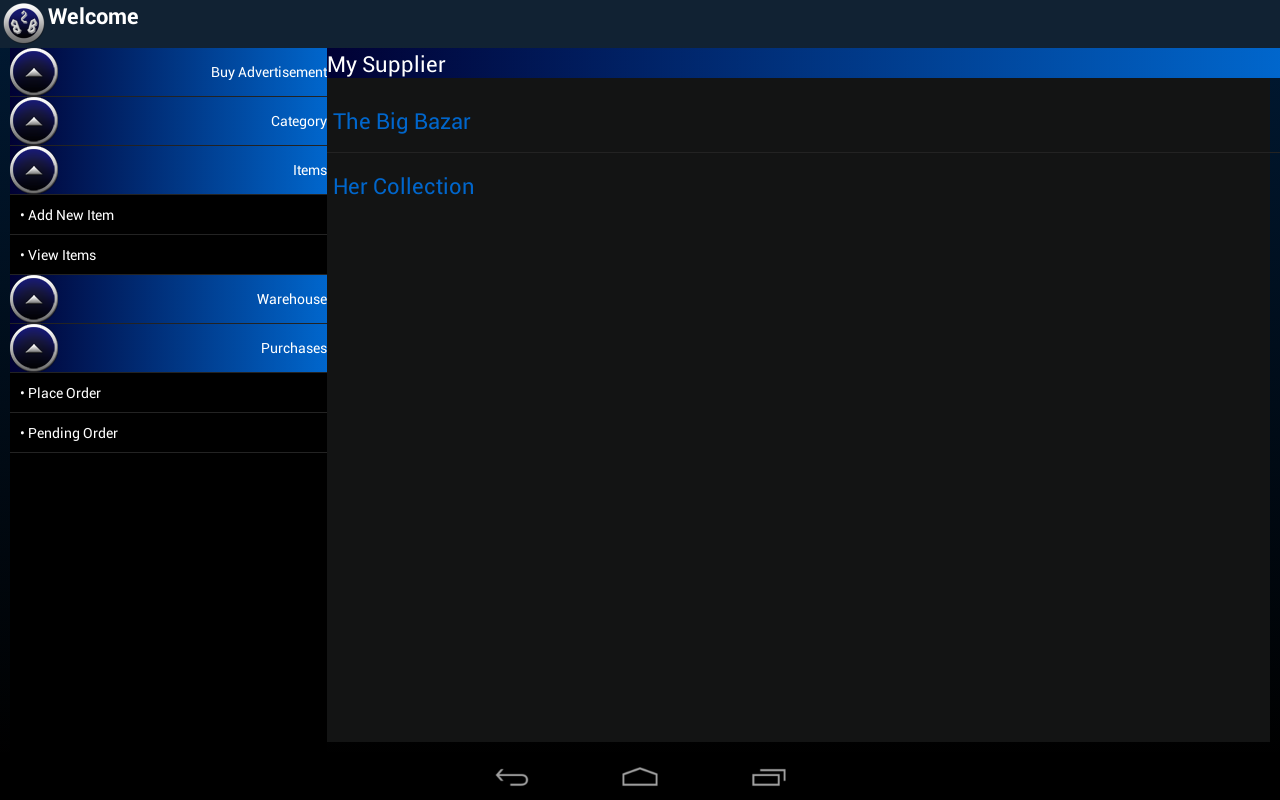 Welcome
Buy Advertisement
Category
Items
• Add New Item
• View Items
Warehouse
Purchases
• Place Order
• Pending Order
My Supplier
The Big Bazar
Her Collection